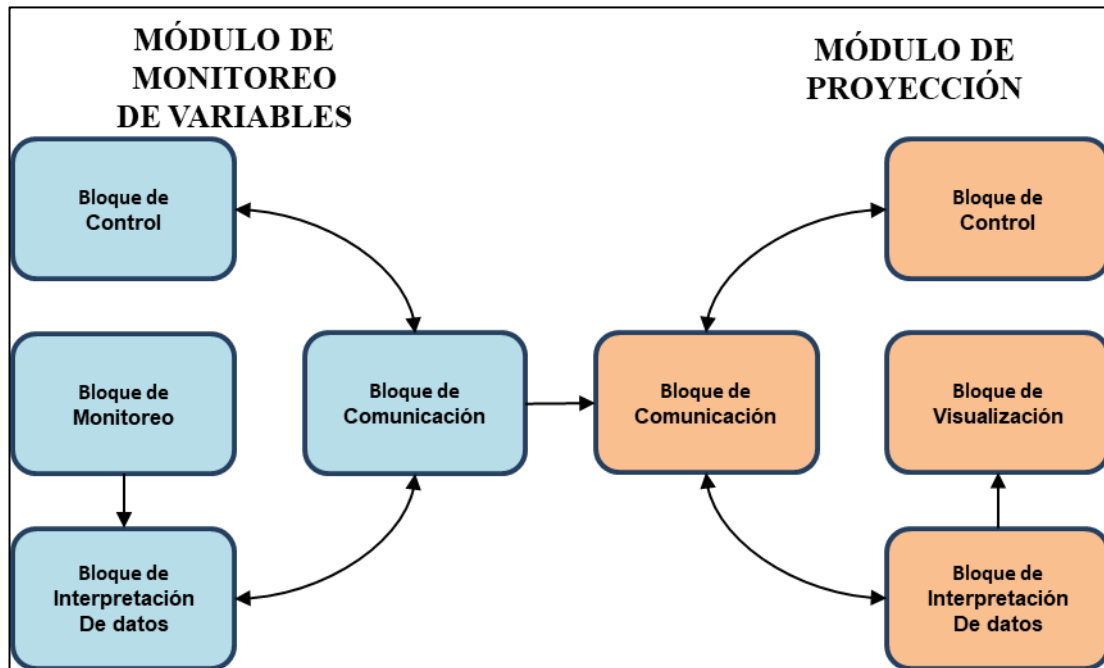 MÓDULO DE
MONITOREO
DE VARIABLES
MÓDULO DE
PROYECCIÓN
Bloque de
Control
Bloque de
Control
Bloque de
Monitoreo
Bloque de
Comunicación
Bloque de
Comunicación
Bloque de
Visualización
Bloque de
Interpretación
De datos
Bloque de
Interpretación
De datos